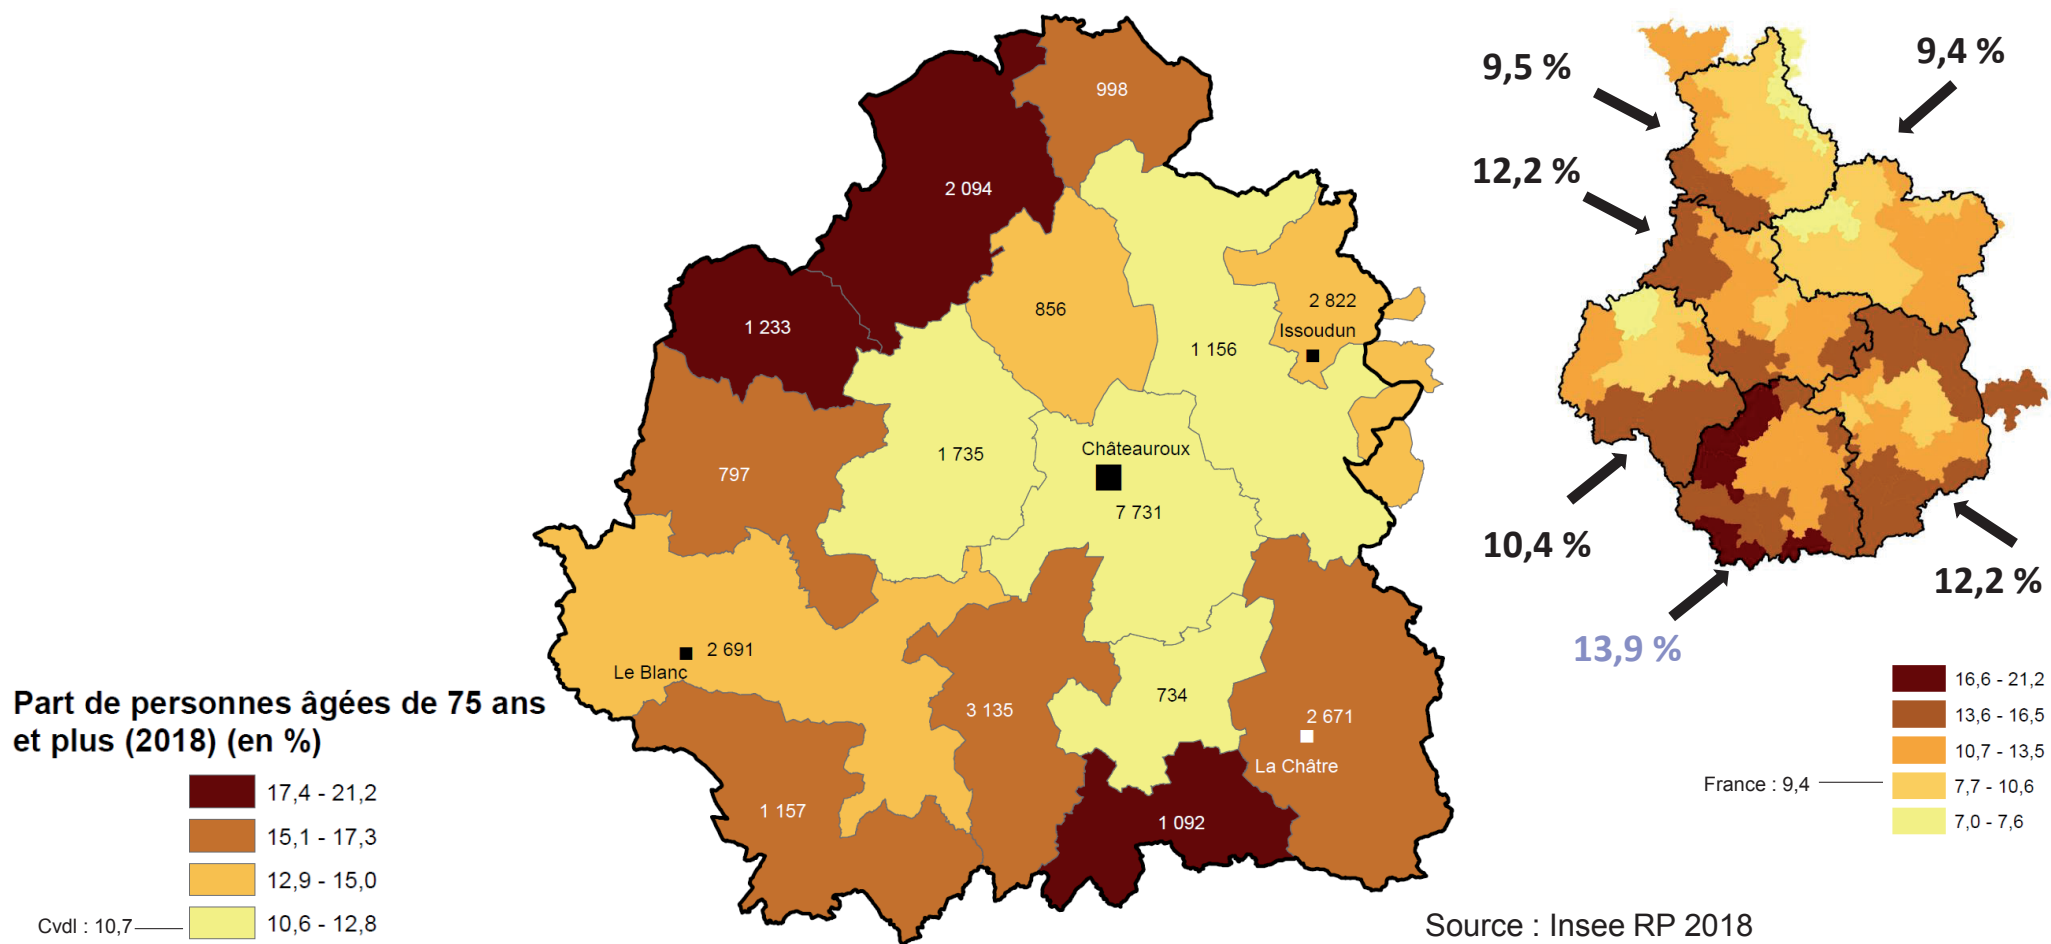 998
2 094
1 233
856
2 822
Issoudun
1 156
797
1 735
Châteauroux
7 731
2 691
Le Blanc
3 135
734
2 671
La Châtre
1 157
1 092
Part de personnes âgées de 75 ans
et plus (2018) (en %)
17,4 - 21,2
15,1 - 17,3
12,9 - 15,0
10,6 - 12,8
Cvdl : 10,7
9,5 %
9,4 %
12,2 %
10,4 %
12,2 %
13,9 %
16,6 - 21,2
13,6 - 16,5
10,7 - 13,5
7,7 - 10,6
7,0 - 7,6
France : 9,4
Source : Insee RP 2018